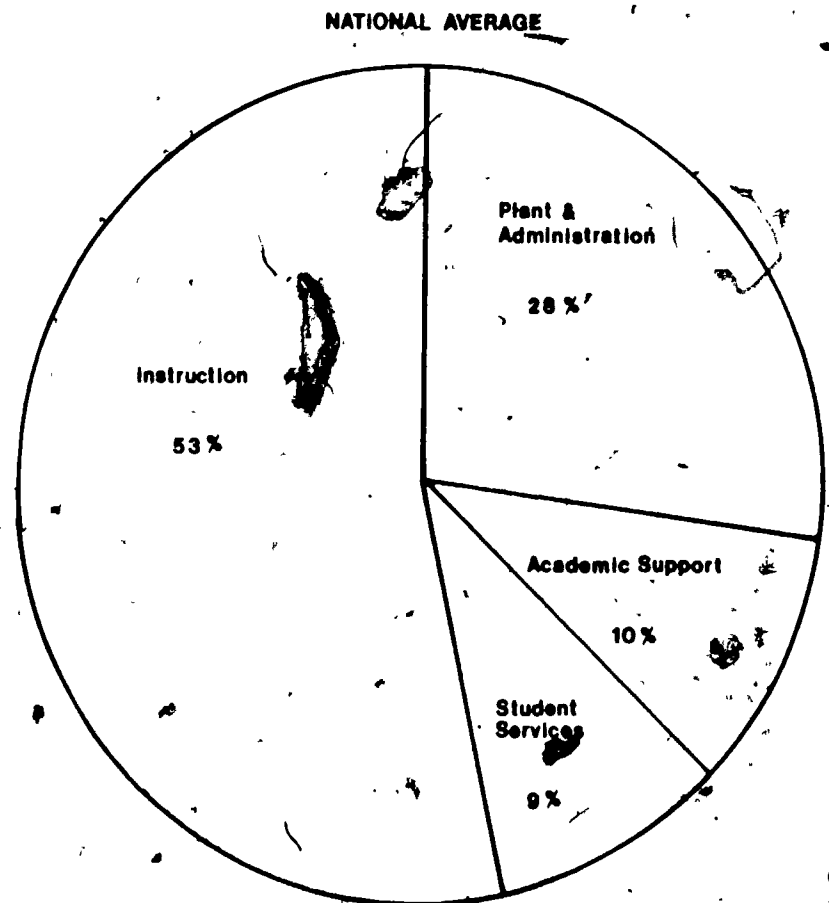 NATIONAL AVERAGE
Plant &
Administration
28%
Instruction
53%
Academic Support
10%
Student
Services
9%